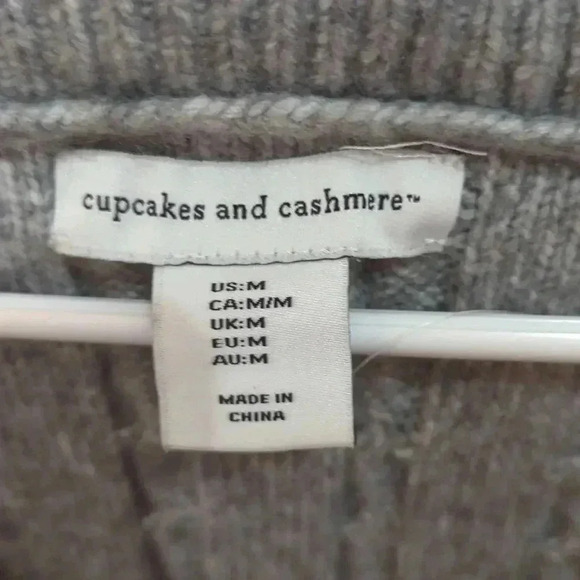 cupcakes and cashmere™
US:M
CA:M/M
UK:M
EU:M
AU:M
MADE IN
CHINA